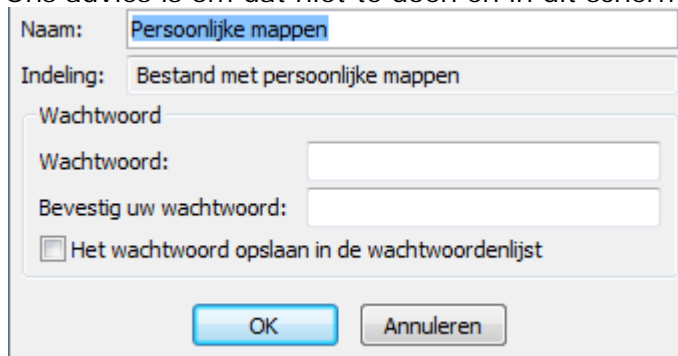 Ons advies is om dat niet te doen en in dit scherm
Naam: Persoonlijke mappen
Indeling: Bestand met persoonlijke mappen
Wachtwoord
Wachtwoord:
Bevestig uw wachtwoord:
Het wachtwoord opslaan in de wachtwoordenlijst
OK Annuleren